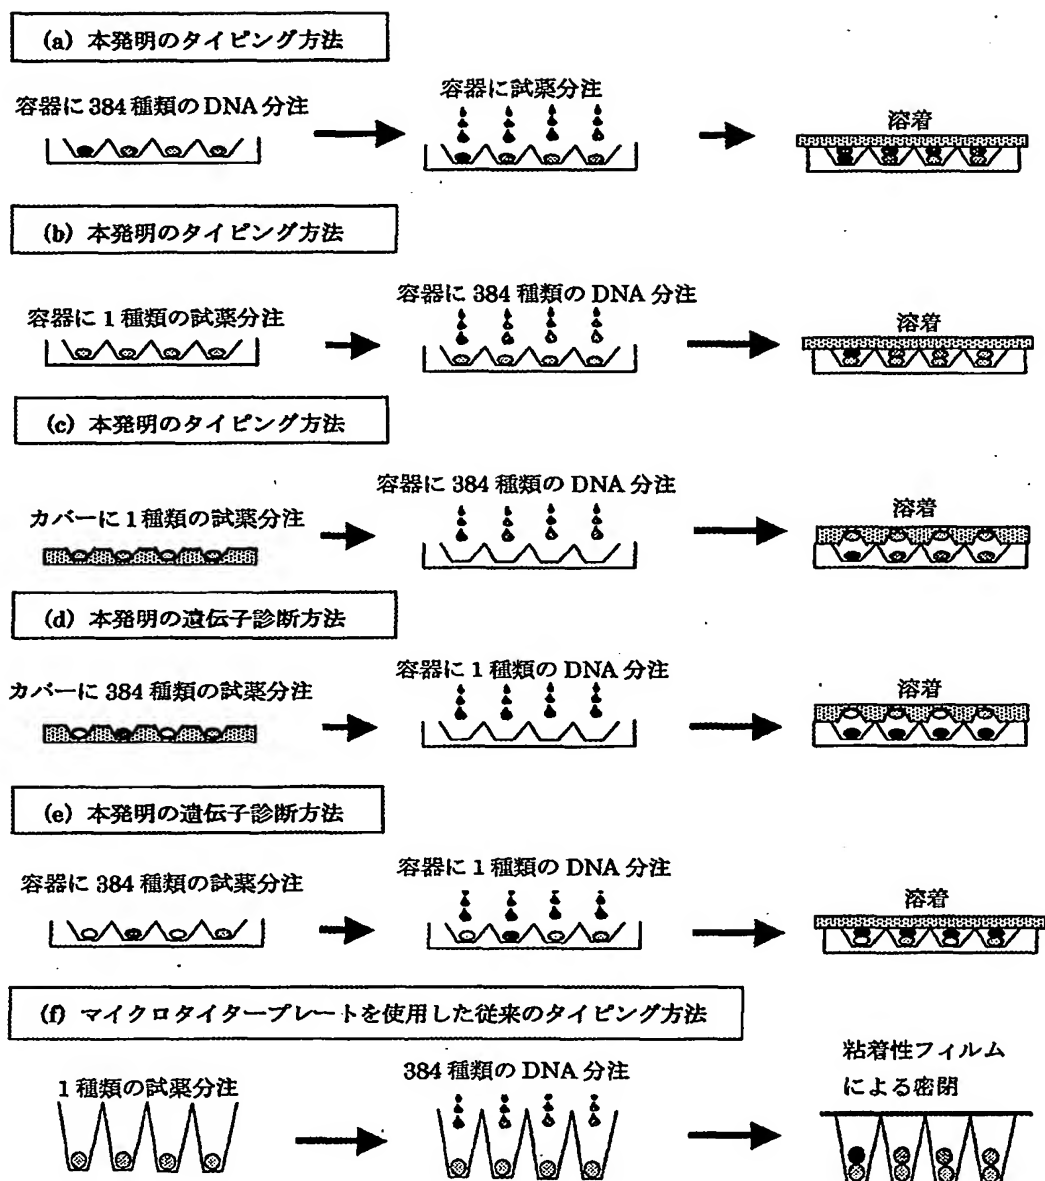 (a) 本発明のタイピング方法
容器に 384 種類の DNA 分注
容器に試薬分注
溶着
(b) 本発明のタイピング方法
容器に 1 種類の試薬分注
容器に 384 種類の DNA 分注
溶着
(c) 本発明のタイピング方法
カバーに 1 種類の試薬分注
容器に 384 種類の DNA 分注
溶着
(d) 本発明の遺伝子診断方法
カバーに 384 種類の試薬分注
容器に 1 種類の DNA 分注
溶着
(e) 本発明の遺伝子診断方法
容器に 384 種類の試薬分注
容器に 1 種類の DNA 分注
溶着
(f) マイクロタイタープレートを使用した従来のタイピング方法
1 種類の試薬分注
384 種類の DNA 分注
粘着性フィルム
による密閉